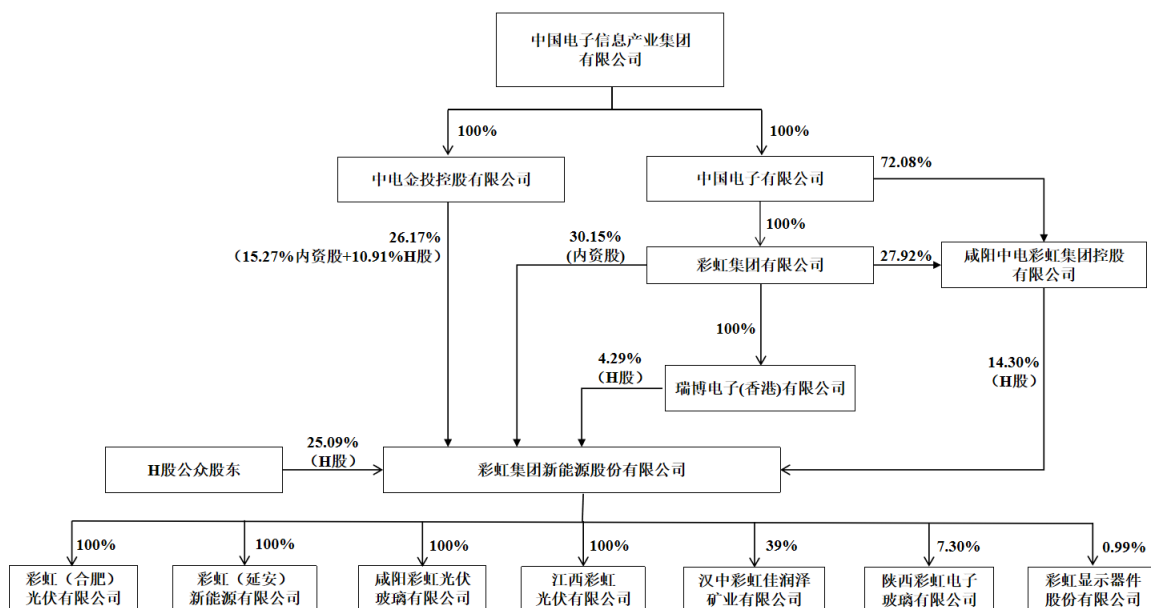 中国电子信息产业集团
有限公司
100%
100%
中电金投控股有限公司
中国电子有限公司
72.08%
26.17%
（15.27%内资股+10.91%H股）
30.15%
(内资股)
100%
彩虹集团有限公司
27.92%
咸阳中电彩虹集团控股
有限公司
100%
4.29%
（H股）
瑞博电子(香港)有限公司
14.30%
（H股）
H股公众股东
25.09%
（H股）
彩虹集团新能源股份有限公司
100%
100%
100%
100%
39%
7.30%
0.99%
彩虹（合肥）
光伏有限公司
彩虹（延安）
新能源有限公司
咸阳彩虹光伏
玻璃有限公司
江西彩虹
光伏有限公司
汉中彩虹佳润泽
矿业有限公司
陕西彩虹电子
玻璃有限公司
彩虹显示器件
股份有限公司